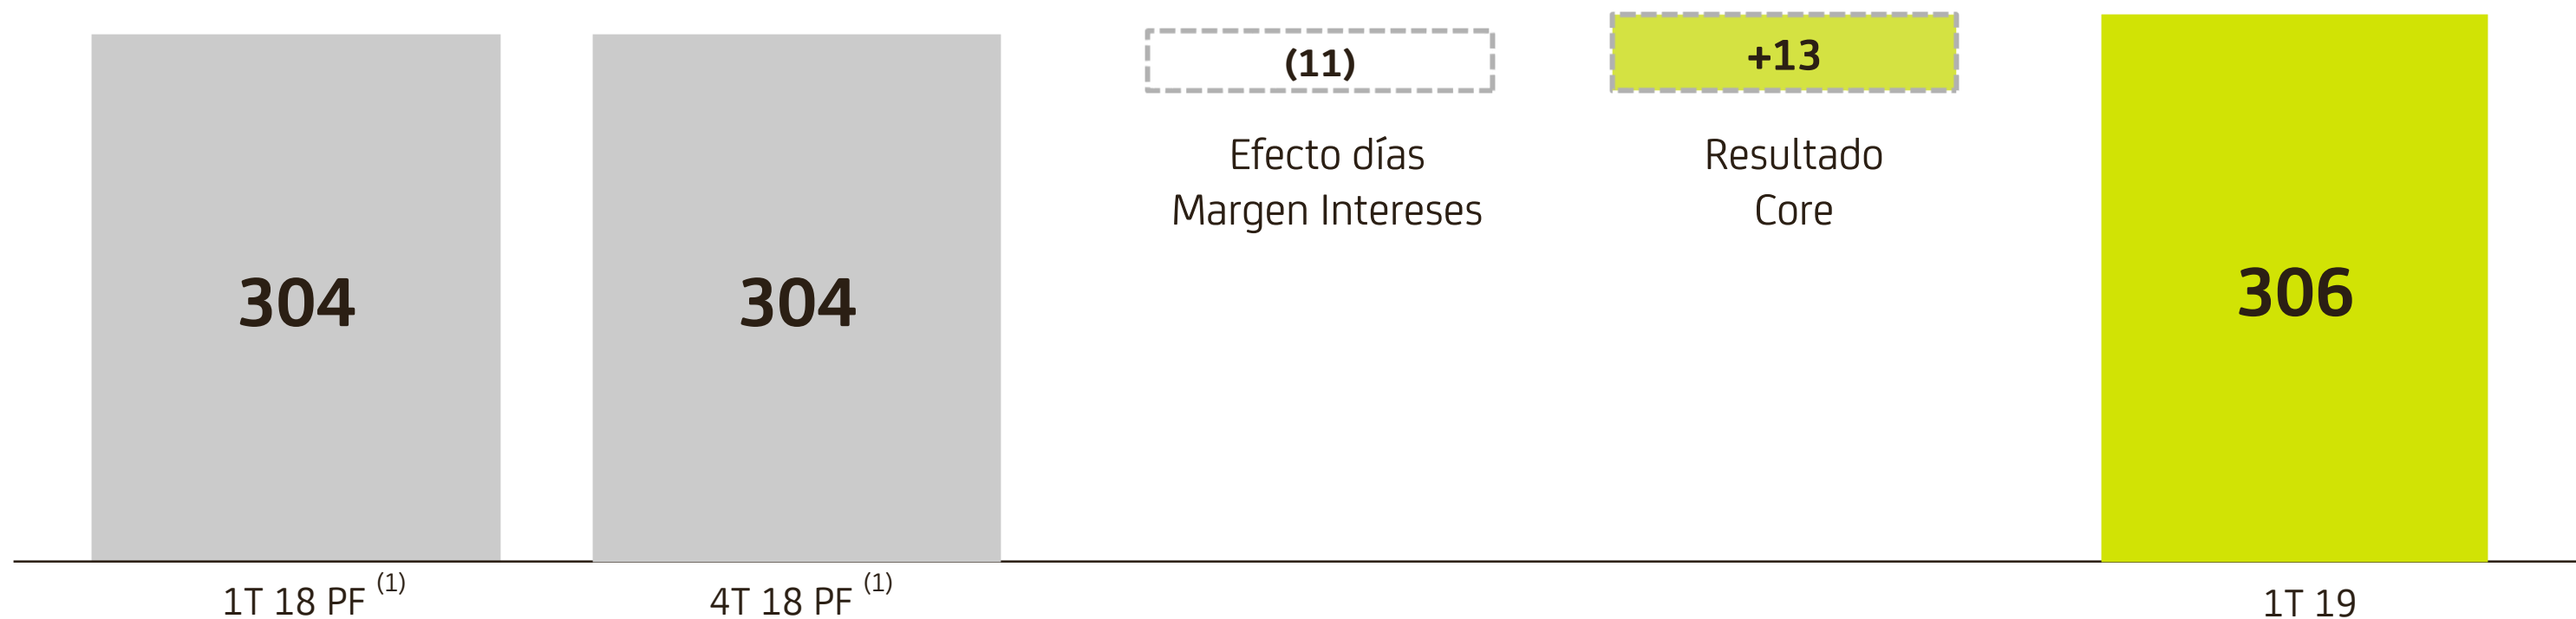 (11)
+13
Efecto días
Margen Intereses
Resultado
Core
304
304
306
1T 18 PF (1)
4T 18 PF (1)
1T 19